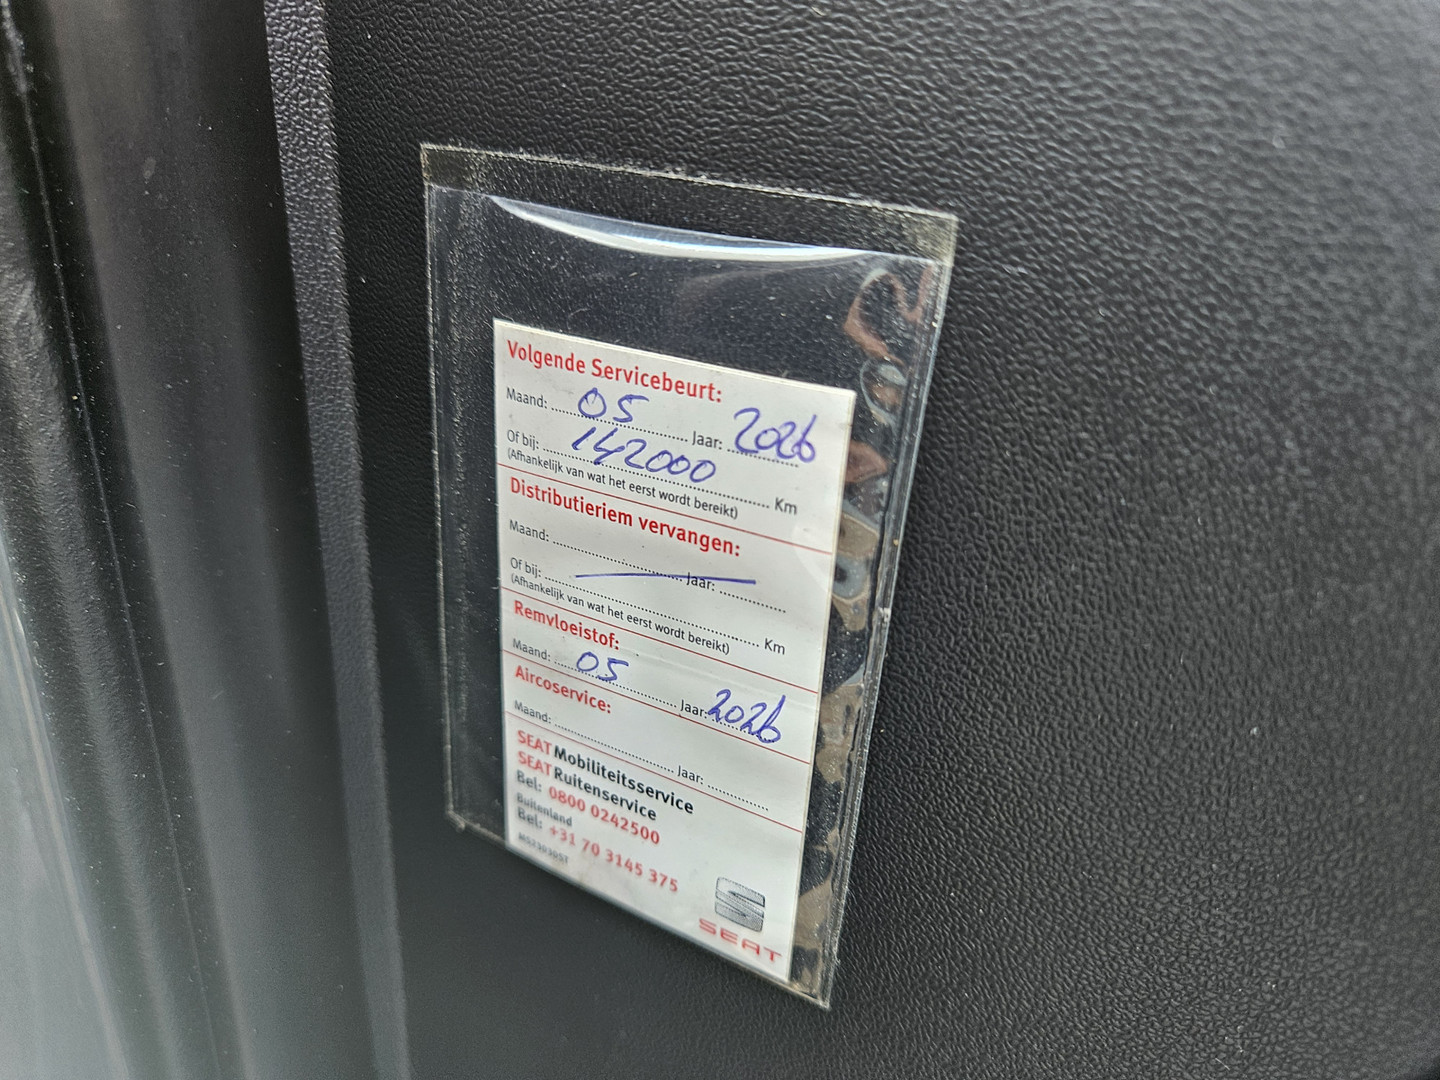 Volgende Servicebeurt:
Maand: 05 Jaar: 2026
Of bij: 142000 Km
(Afhankelijk van wat het eerst wordt bereikt)
Distributieriem vervangen:
Maand: Jaar:
Of bij: Km
(Afhankelijk van wat het eerst wordt bereikt)
Remvloeistof:
Maand: 05 Jaar: 2026
Aircoservice:
Maand: Jaar:
SEAT Mobiliteitsservice
SEAT Ruitenservice
Bel: 0800 0242500
Buitenland
Bel: +31 70 3145 375
SEAT